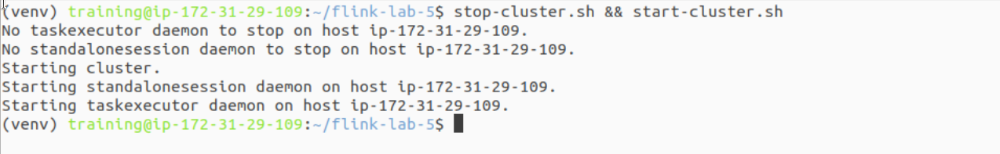 (venv) training@ip-172-31-29-109:~/flink-lab-5$ stop-cluster.sh && start-cluster.sh
No taskexecutor daemon to stop on host ip-172-31-29-109.
No standalonesession daemon to stop on host ip-172-31-29-109.
Starting cluster.
Starting standalonesession daemon on host ip-172-31-29-109.
Starting taskexecutor daemon on host ip-172-31-29-109.
(venv) training@ip-172-31-29-109:~/flink-lab-5$